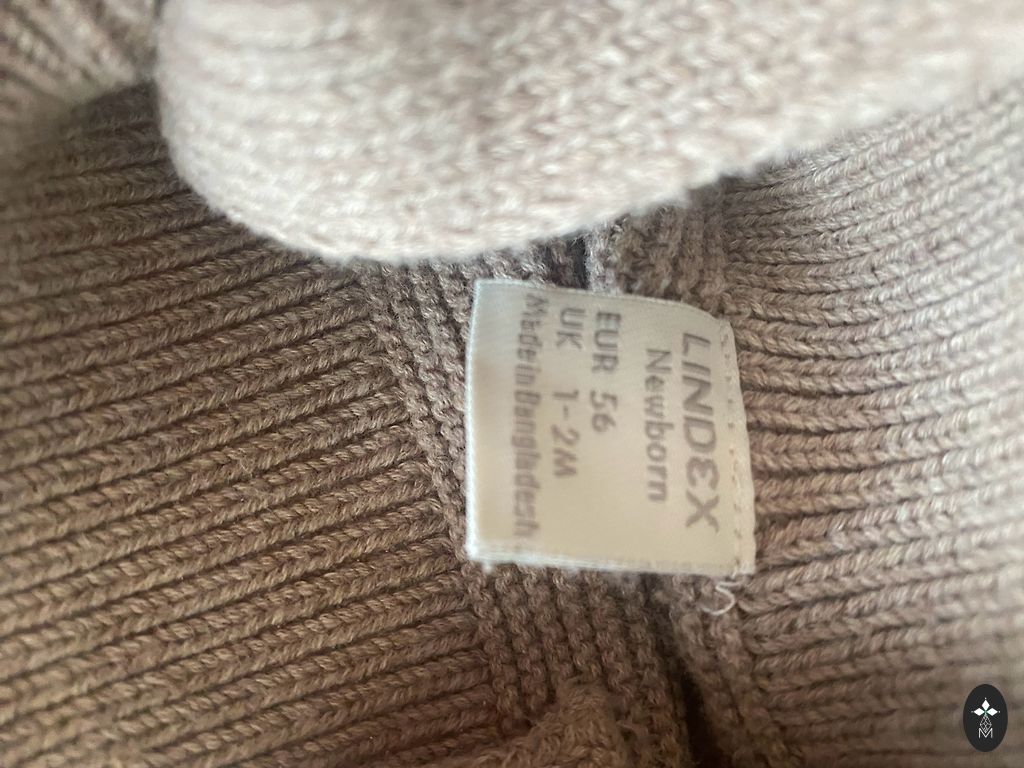 LINDEX
Newborn
EUR 56
UK 1-2M
Made in Bangladesh
M